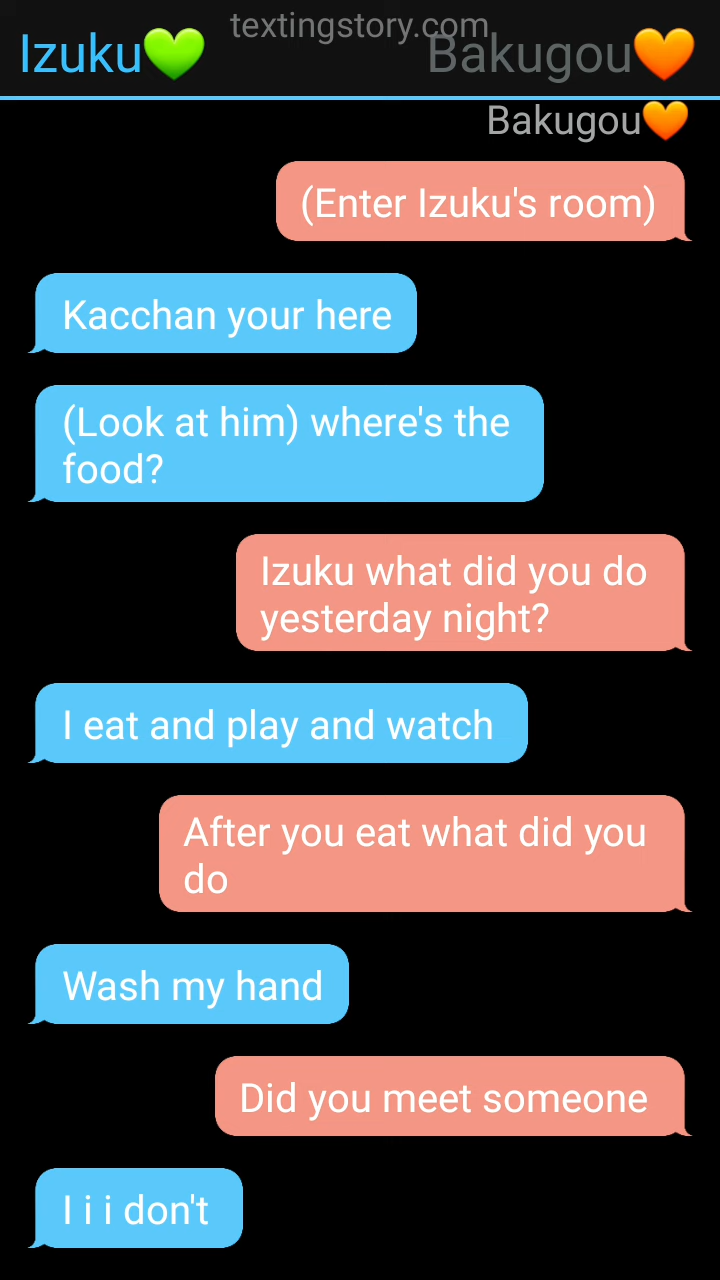 textingstory.com
Izuku💚 Bakugou🧡
Bakugou🧡
(Enter Izuku's room)
Kacchan your here
(Look at him) where's the
food?
Izuku what did you do
yesterday night?
I eat and play and watch
After you eat what did you
do
Wash my hand
Did you meet someone
I i i don't